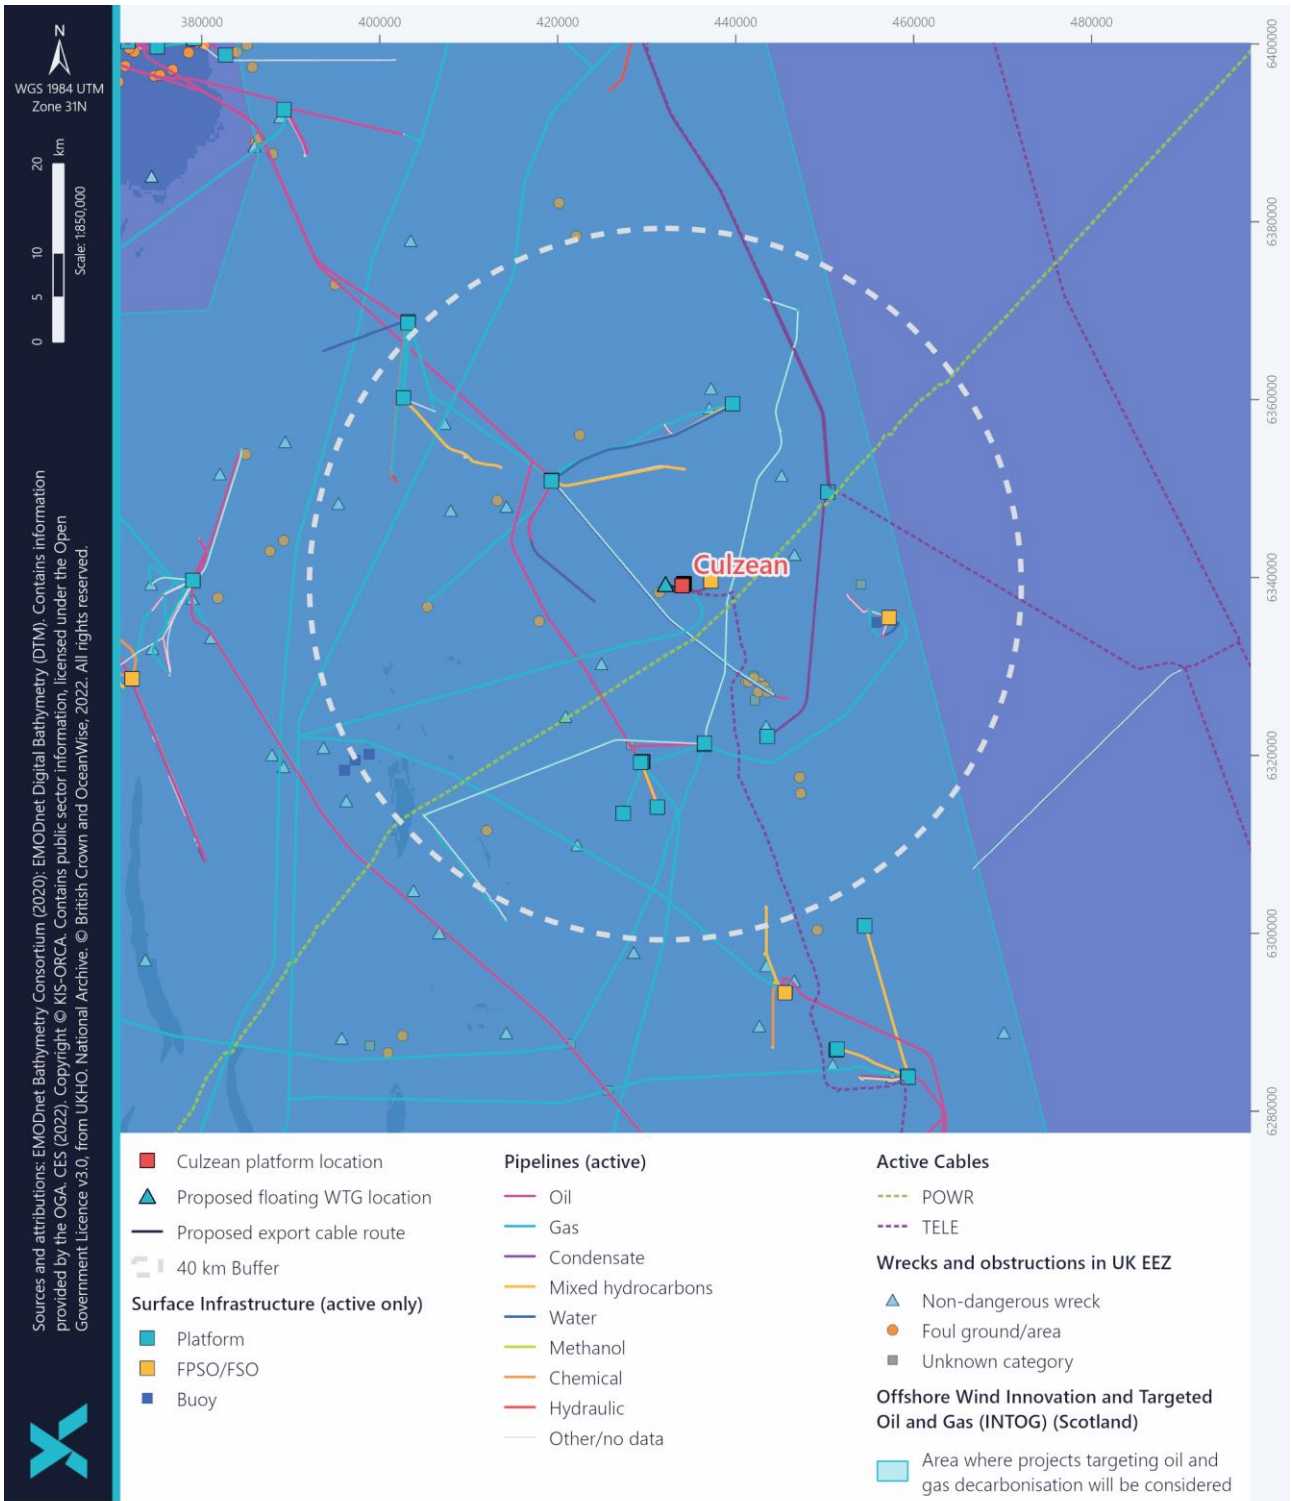 380000
400000
420000
440000
460000
480000
6400000
6380000
6360000
6340000
6320000
6300000
6280000
N
WGS 1984 UTM
Zone 31N
km
20
10
5
0
Scale: 1:850,000
Sources and attributions: EMODnet Bathymetry Consortium (2020): EMODnet Digital Bathymetry (DTM). Contains information
provided by the OGA. CES (2022). Copyright © KIS-ORCA. Contains public sector information, licensed under the Open
Government Licence v3.0, from UKHO. National Archive. © British Crown and OceanWise, 2022. All rights reserved.
Culzean
Culzean platform location
Proposed floating WTG location
Proposed export cable route
40 km Buffer
Surface Infrastructure (active only)
Platform
FPSO/FSO
Buoy
Pipelines (active)
Oil
Gas
Condensate
Mixed hydrocarbons
Water
Methanol
Chemical
Hydraulic
Other/no data
Active Cables
POWR
TELE
Wrecks and obstructions in UK EEZ
Non-dangerous wreck
Foul ground/area
Unknown category
Offshore Wind Innovation and Targeted
Oil and Gas (INTOG) (Scotland)
Area where projects targeting oil and
gas decarbonisation will be considered